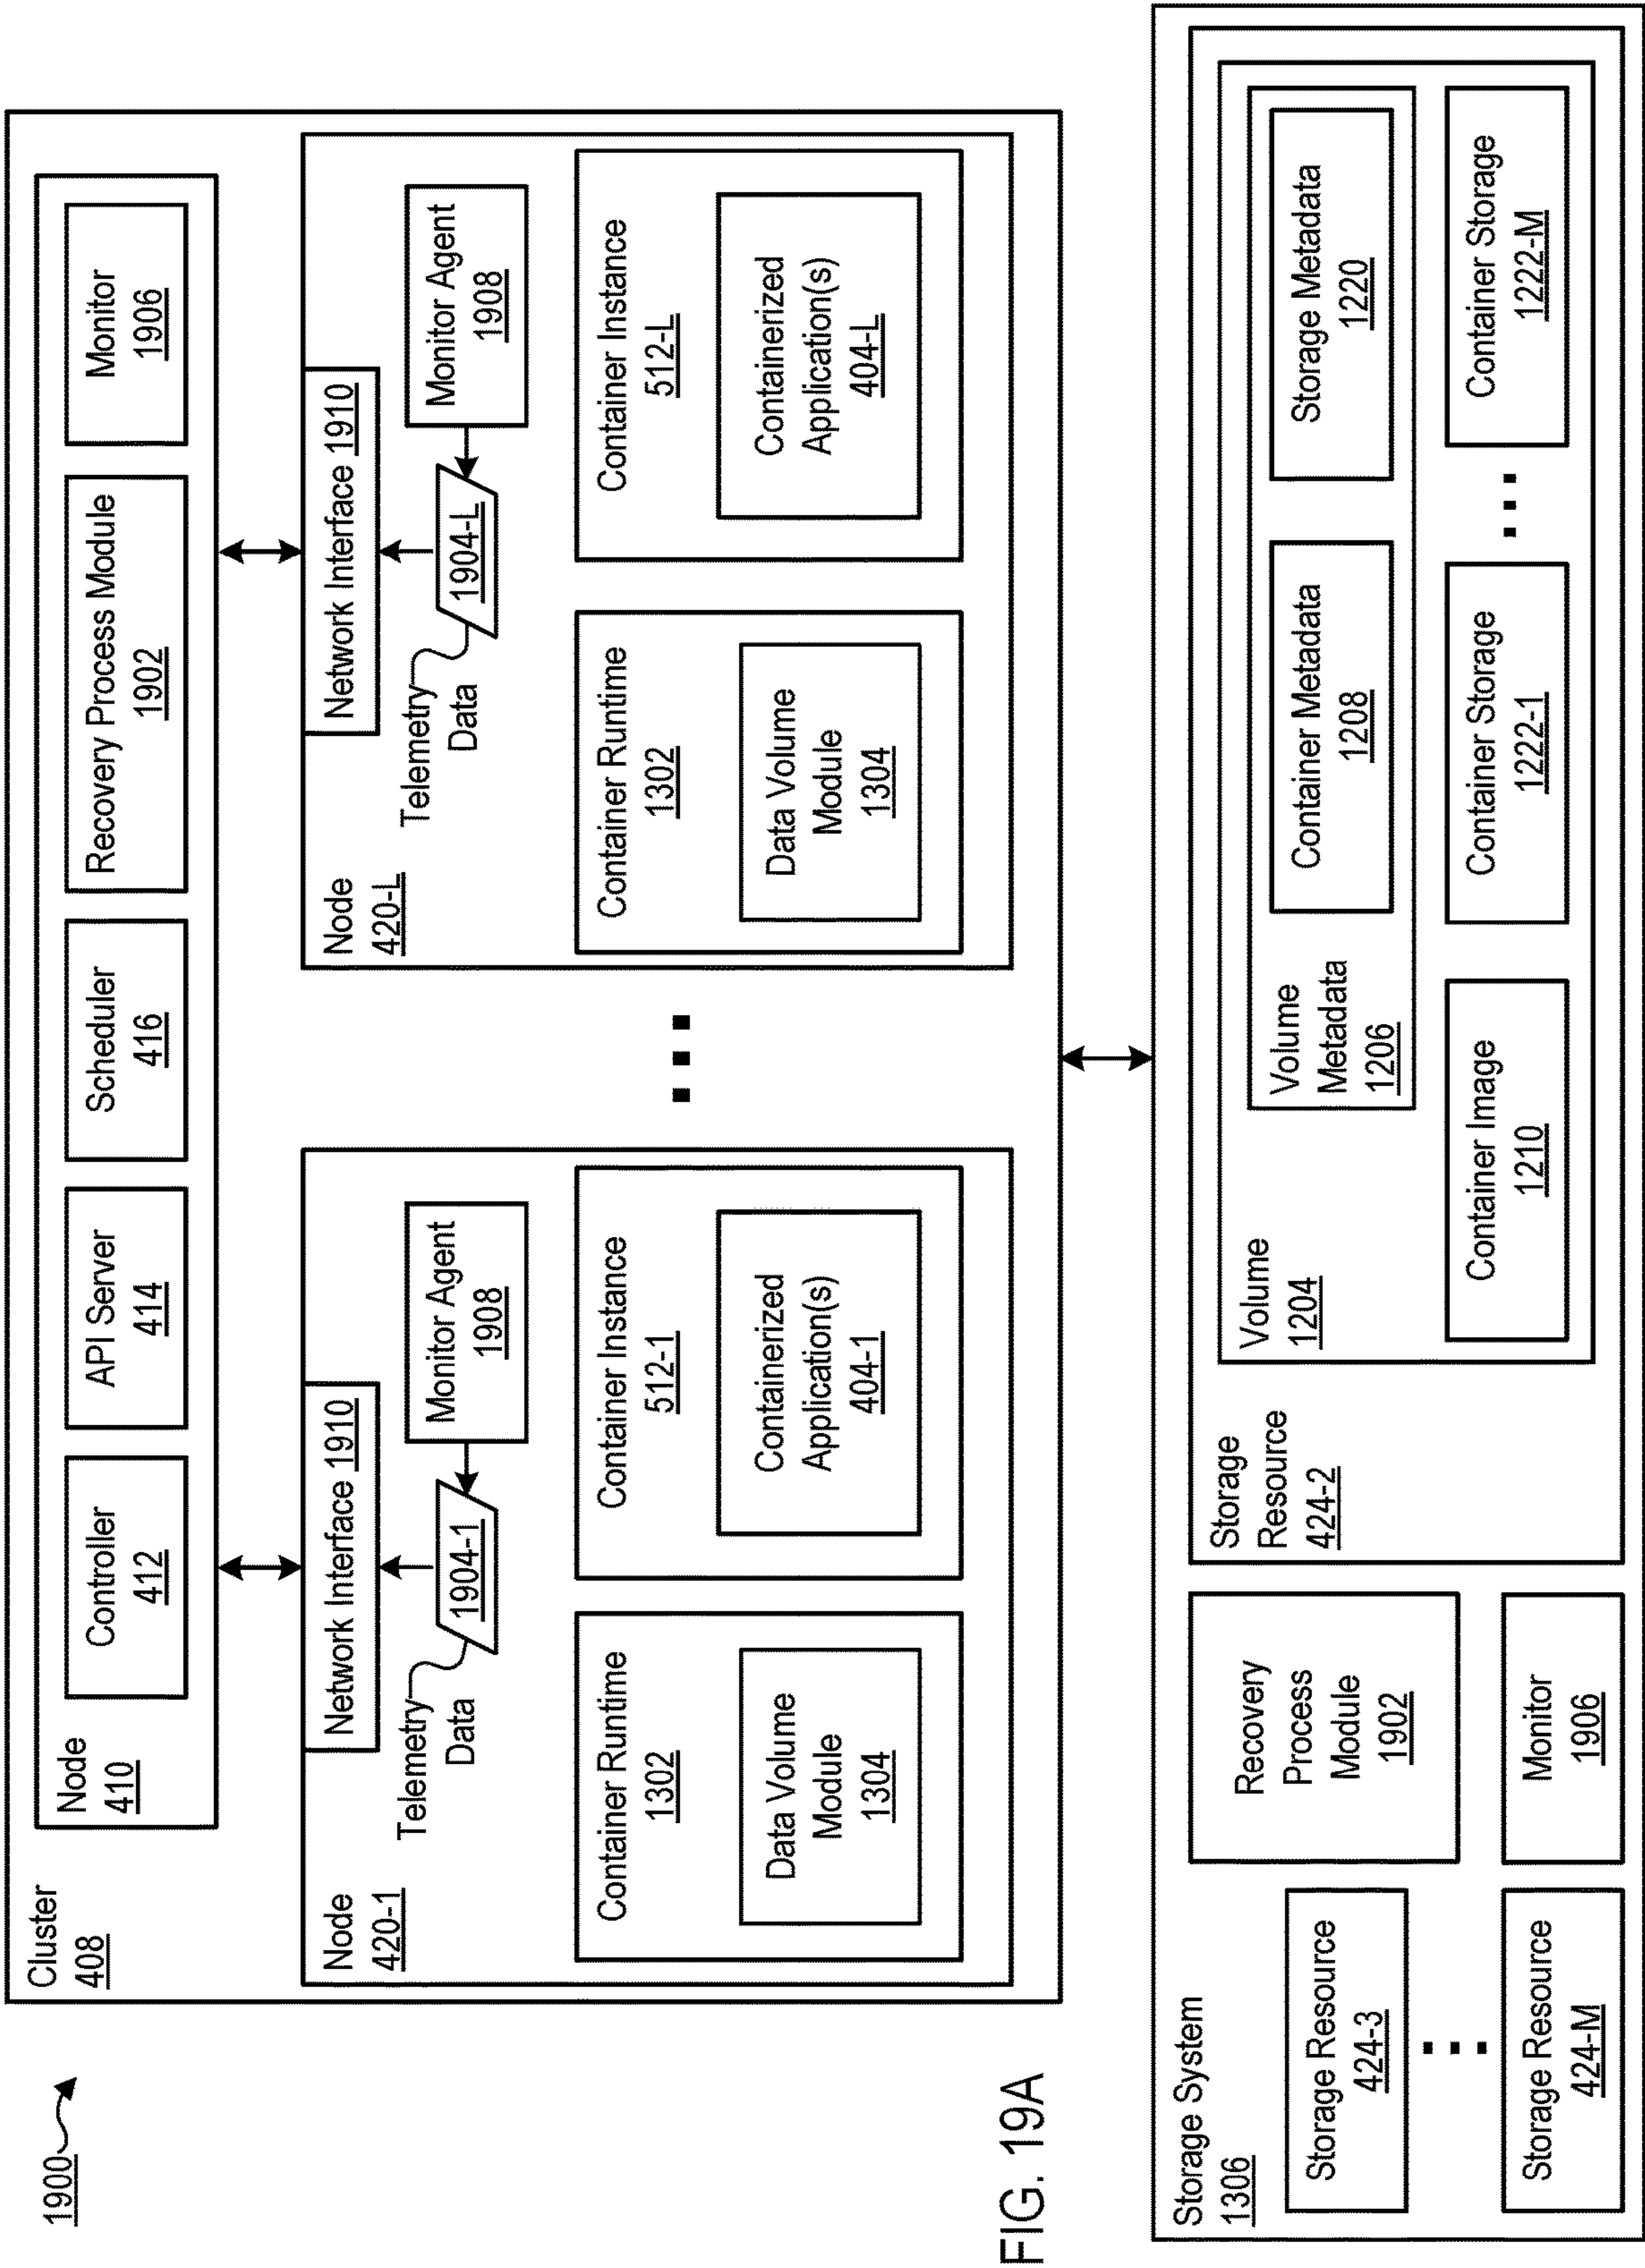 1900
Cluster
408
Node
410
Controller
412
API Server
414
Scheduler
416
Recovery Process Module
1902
Monitor
1906
Node
420-1
Network Interface 1910
Telemetry
Data
1904-1
Monitor Agent
1908
Container Runtime
1302
Data Volume
Module
1304
Container Instance
512-1
Containerized
Application(s)
404-1
Node
420-L
Network Interface 1910
Telemetry
Data
1904-L
Monitor Agent
1908
Container Runtime
1302
Data Volume
Module
1304
Container Instance
512-L
Containerized
Application(s)
404-L
FIG. 19A
Storage System
1306
Storage Resource
424-3
Storage Resource
424-M
Recovery
Process
Module
1902
Monitor
1906
Storage
Resource
424-2
Volume
1204
Volume
Metadata
1206
Container Metadata
1208
Storage Metadata
1220
Container Image
1210
Container Storage
1222-1
Container Storage
1222-M